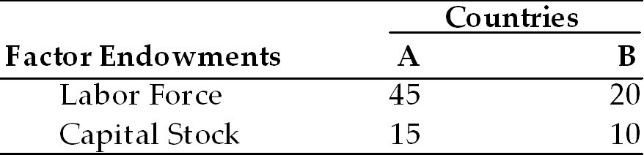 Countries
Factor Endowments A B
Labor Force 45 20
Capital Stock 15 10